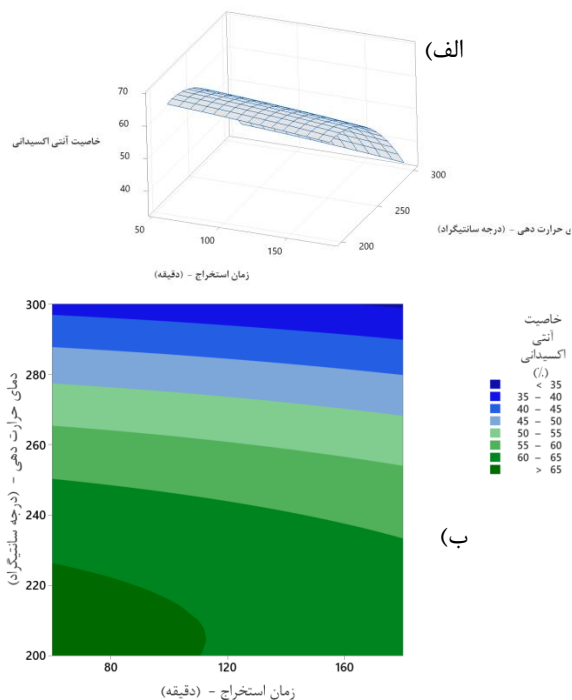 الف)
70
60
50
40
خاصیت آنتی اکسیدانی
50
100
150
200
250
300
ی حرارت دهی - (درجه سانتیگراد)
زمان استخراج - (دقیقه)
300
280
260
240
220
200
دمای حرارت دهی - (درجه سانتیگراد)
80
120
160
زمان استخراج - (دقیقه)
خاصیت
آنتی
اکسیدانی
(٪)
< 35
35 – 40
40 – 45
45 – 50
50 – 55
55 – 60
60 – 65
> 65
ب)